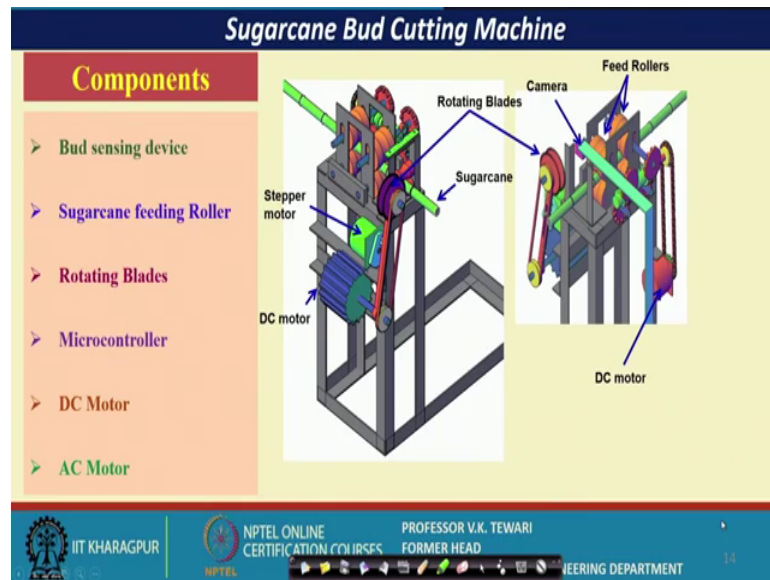 Sugarcane Bud Cutting Machine
Components
Bud sensing device
Sugarcane feeding Roller
Rotating Blades
Microcontroller
DC Motor
AC Motor
Rotating Blades
Sugarcane
Stepper
motor
DC motor
Feed Rollers
Camera
DC motor
IIT KHARAGPUR
NPTEL
NPTEL ONLINE
CERTIFICATION COURSES
PROFESSOR V.K. TEWARI
FORMER HEAD
NEERING DEPARTMENT
14